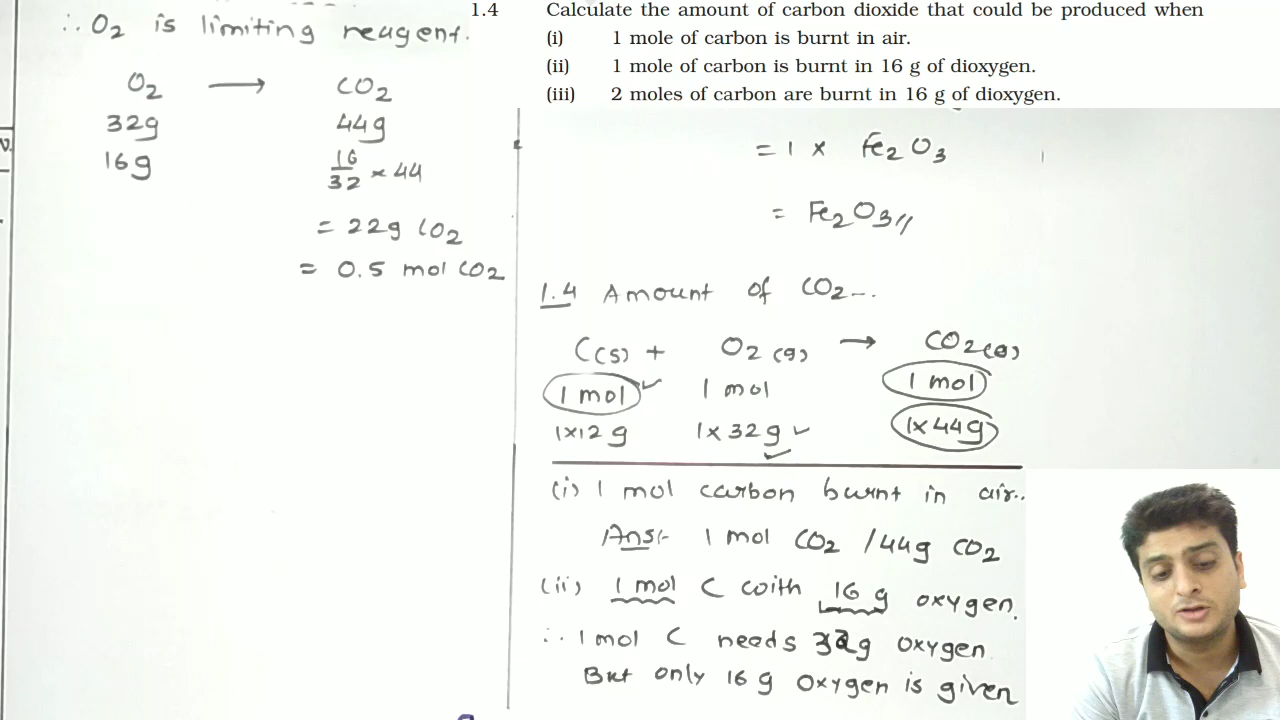 1.4 Calculate the amount of carbon dioxide that could be produced when
(i) 1 mole of carbon is burnt in air.
(ii) 1 mole of carbon is burnt in 16 g of dioxygen.
(iii) 2 moles of carbon are burnt in 16 g of dioxygen.
∴ O2 is limiting reagent.
O2 ⟶ CO2
32g 44g
16g 16/32 × 44
= 22g CO2
= 0.5 mol CO2
= 1 × Fe2O3
= Fe2O3//
1.4 Amount of CO2...
C(s) + O2(g) → CO2(g)
1 mol 1 mol 1 mol
1×12 g 1×32g 1×44g
(i) 1 mol carbon burnt in air..
Ans:- 1 mol CO2 /44g CO2
(ii) 1 mol C with 16 g oxygen.
∴ 1 mol C needs 32g oxygen.
But only 16 g oxygen is given